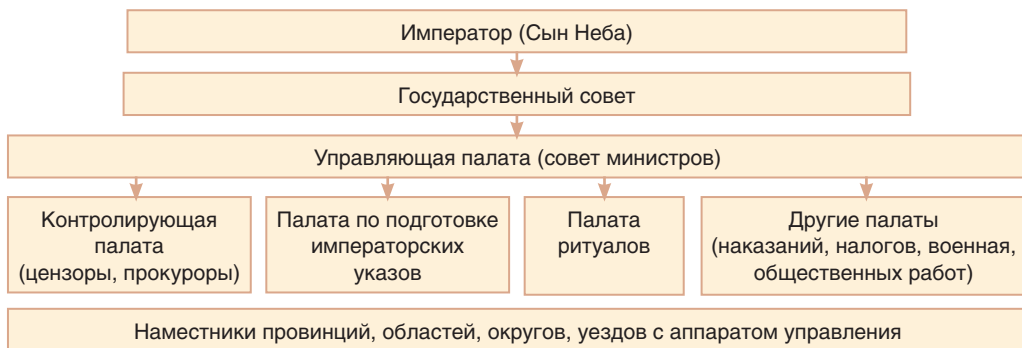 Император (Сын Неба)
Государственный совет
Управляющая палата (совет министров)
Контролирующая
палата
(цензоры, прокуроры)
Палата по подготовке
императорских
указов
Палата
ритуалов
Другие палаты
(наказаний, налогов, военная,
общественных работ)
Наместники провинций, областей, округов, уездов с аппаратом управления